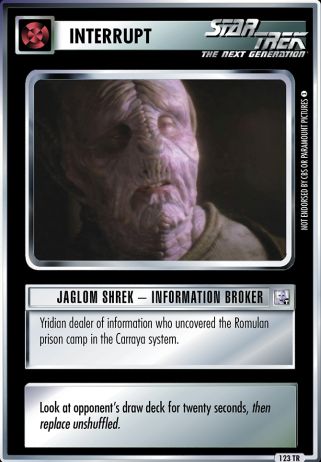 INTERRUPT
STAR TREK
THE NEXT GENERATION®
NOT ENDORSED BY CBS OR PARAMOUNT PICTURES
JAGLOM SHREK – INFORMATION BROKER
Yridian dealer of information who uncovered the Romulan
prison camp in the Carraya system.
Look at opponent's draw deck for twenty seconds, then
replace unshuffled.
123 TR